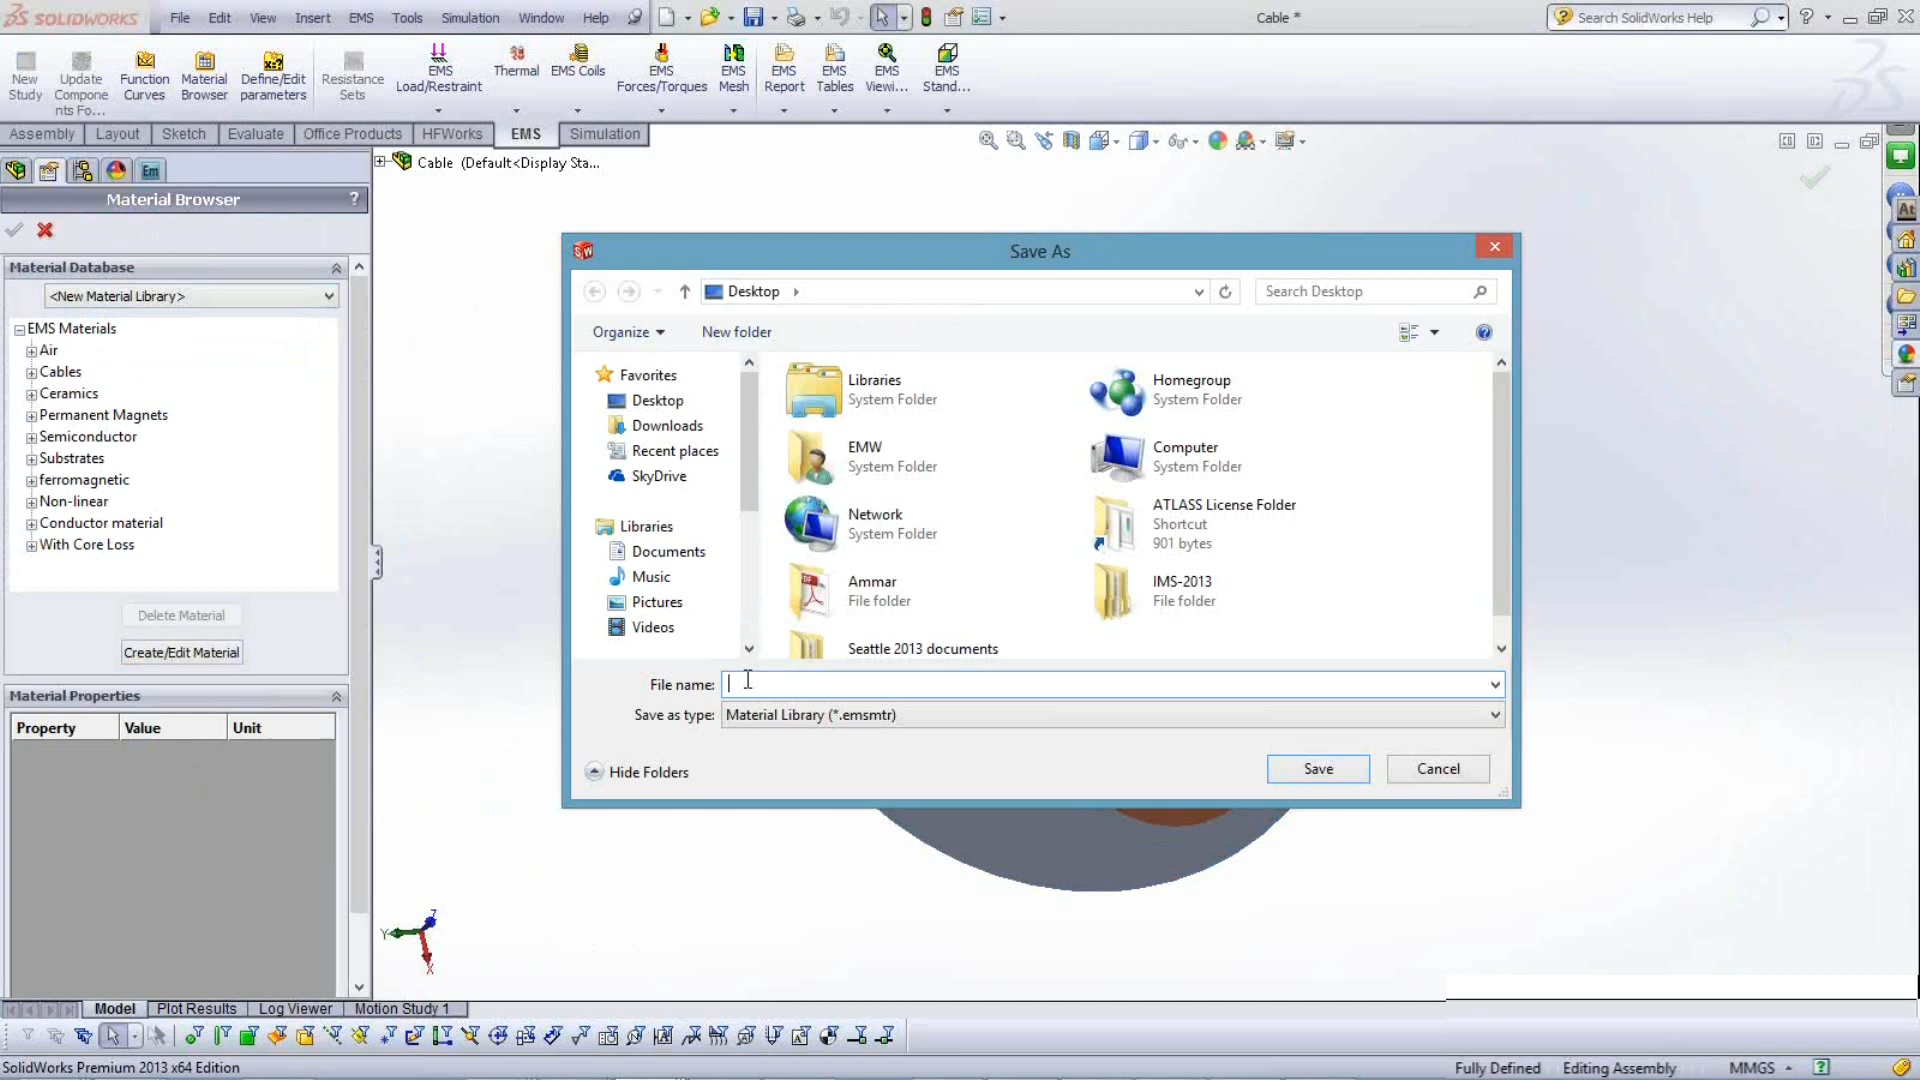 SOLIDWORKS File Edit View Insert EMS Tools Simulation Window Help Cable * Search SolidWorks Help
New Study
Update Compone nts Fo...
Function Curves
Material Browser
Define/Edit parameters
Resistance Sets
EMS Load/Restraint
Thermal
EMS Coils
EMS Forces/Torques
EMS Mesh
EMS Report
EMS Tables
EMS Viewi...
EMS Stand...
Assembly Layout Sketch Evaluate Office Products HFWorks EMS Simulation
Cable (Default<Display Sta...
Material Browser ?
Material Database
<New Material Library>
EMS Materials
Air
Cables
Ceramics
Permanent Magnets
Semiconductor
Substrates
ferromagnetic
Non-linear
Conductor material
With Core Loss
Delete Material
Create/Edit Material
Material Properties
Property Value Unit
Save As
Desktop
Search Desktop
Organize New folder
Favorites
Desktop
Downloads
Recent places
SkyDrive
Libraries
Documents
Music
Pictures
Videos
Libraries
System Folder
Homegroup
System Folder
EMW
System Folder
Computer
System Folder
Network
System Folder
ATLASS License Folder
Shortcut
901 bytes
Ammar
File folder
IMS-2013
File folder
Seattle 2013 documents
File name:
Save as type: Material Library (*.emsmtr)
Hide Folders Save Cancel
Z
Y
X
Model Plot Results Log Viewer Motion Study 1
SolidWorks Premium 2013 x64 Edition Fully Defined Editing Assembly MMGS